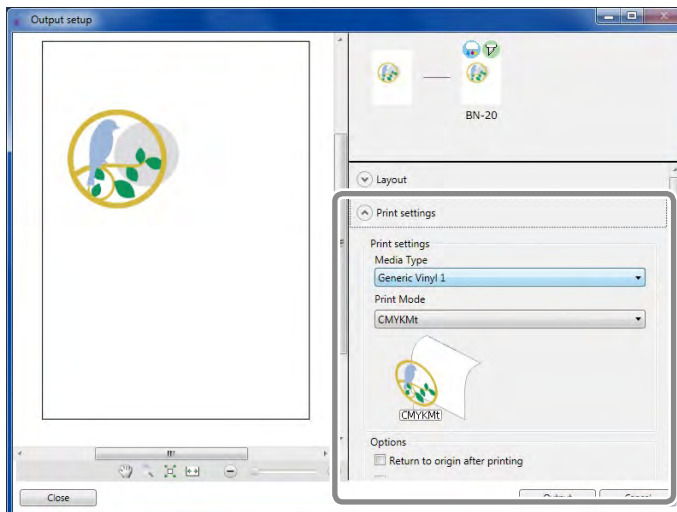 Output setup
BN-20
Layout
Print settings
Print settings
Media Type
Generic Vinyl 1
Print Mode
CMYKMt
CMYKMt
Options
Return to origin after printing
Close